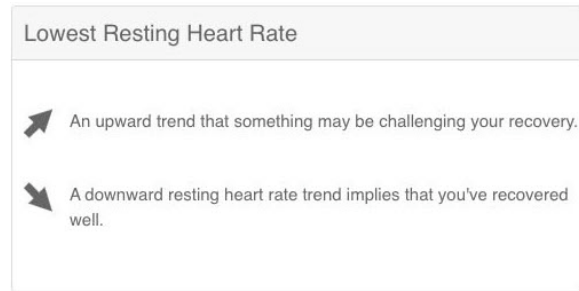 Lowest Resting Heart Rate
An upward trend that something may be challenging your recovery.
A downward resting heart rate trend implies that you've recovered
well.